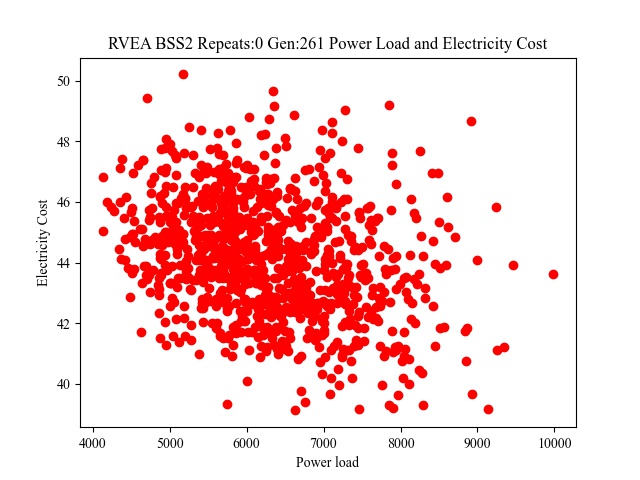 RVEA BSS2 Repeats:0 Gen:261 Power Load and Electricity Cost
Electricity Cost
50
48
46
44
42
40
4000 5000 6000 7000 8000 9000 10000
Power load